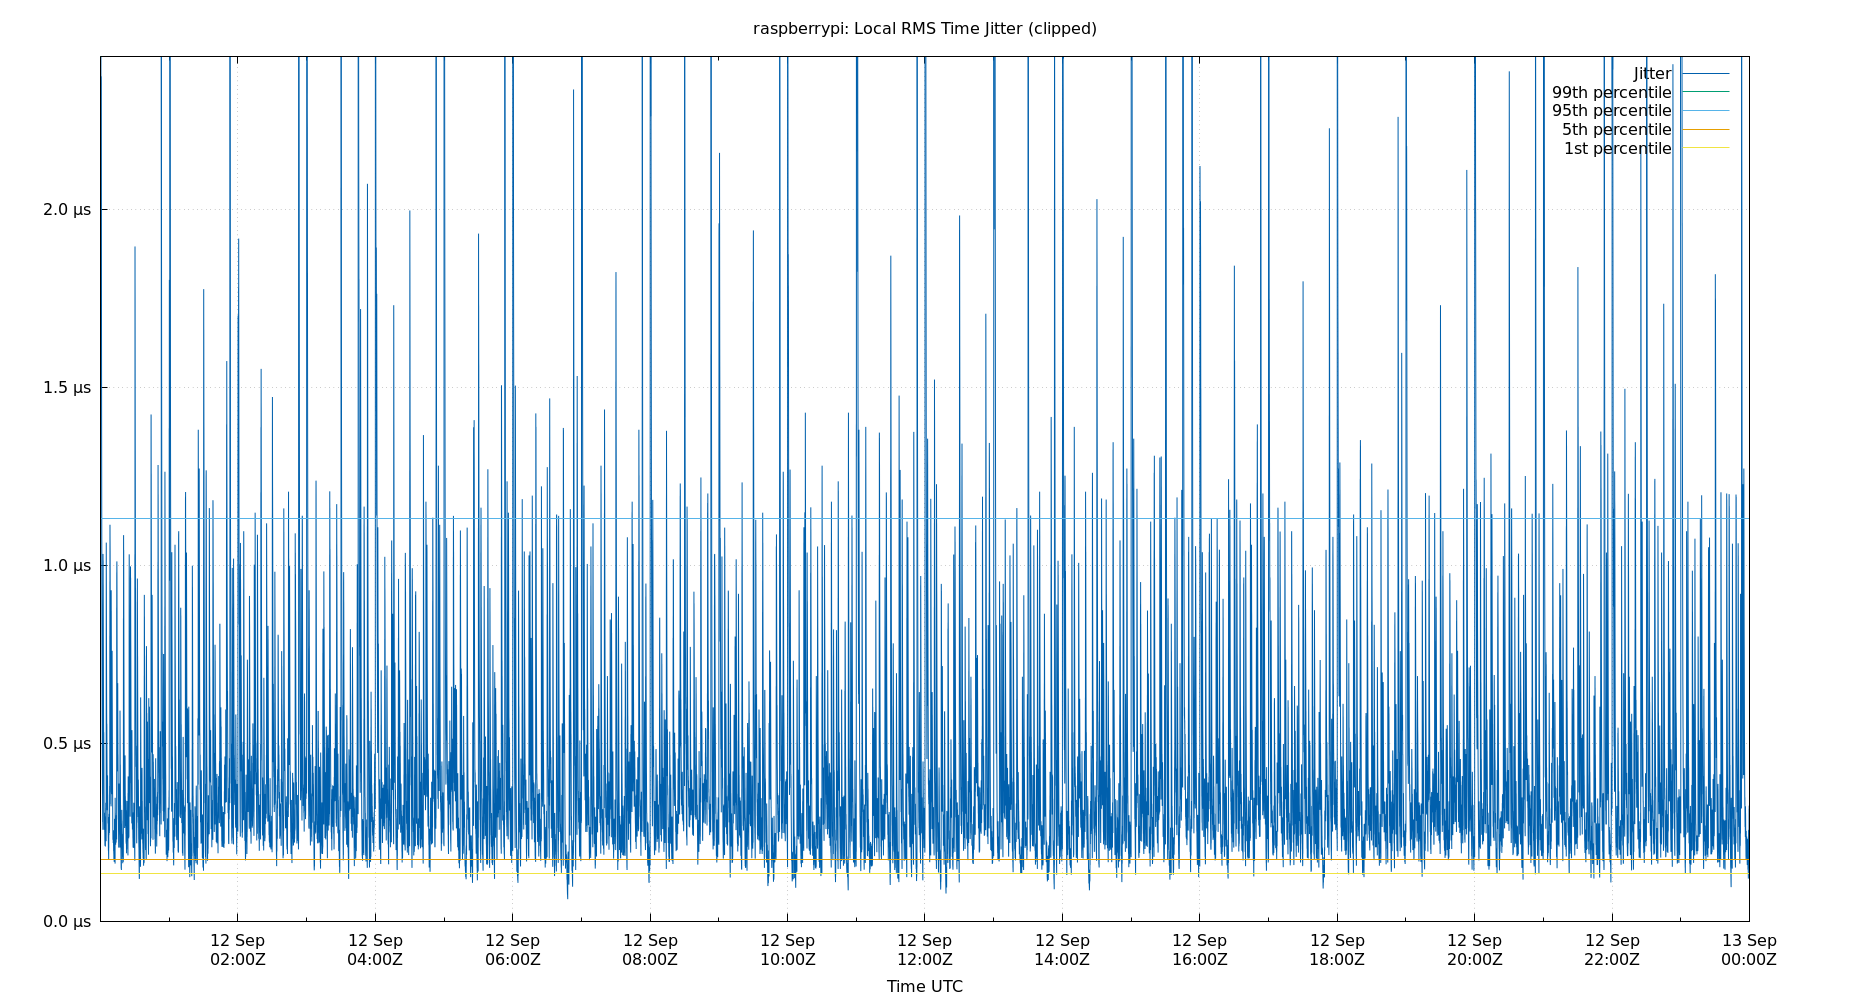 raspberrypi: Local RMS Time Jitter (clipped)
Jitter
99th percentile
95th percentile
5th percentile
1st percentile
2.0 µs
1.5 µs
1.0 µs
0.5 µs
0.0 µs
12 Sep 12 Sep 12 Sep 12 Sep 12 Sep 12 Sep 12 Sep 12 Sep 12 Sep 12 Sep 12 Sep 13 Sep
02:00Z 04:00Z 06:00Z 08:00Z 10:00Z 12:00Z 14:00Z 16:00Z 18:00Z 20:00Z 22:00Z 00:00Z
Time UTC